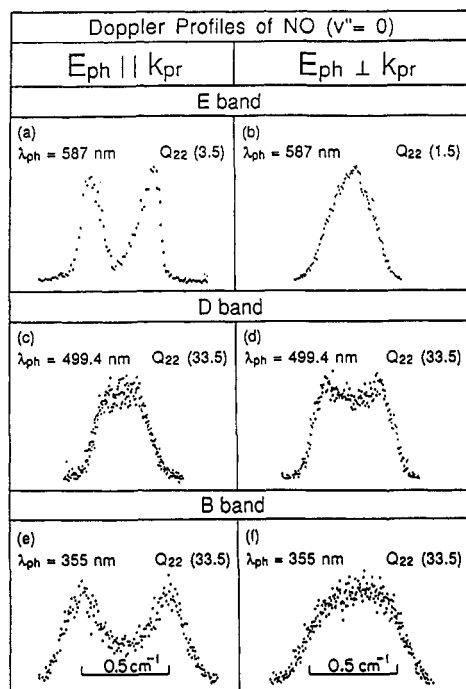 Doppler Profiles of NO (v"= 0)
Eph || kpr
Eph ⊥ kpr
E band
(a)
λph = 587 nm Q22 (3.5)
(b)
λph = 587 nm Q22 (1.5)
D band
(c)
λph = 499.4 nm Q22 (33.5)
(d)
λph = 499.4 nm Q22 (33.5)
B band
(e)
λph = 355 nm Q22 (33.5)
0.5 cm⁻¹
(f)
λph = 355 nm Q22 (33.5)
0.5 cm⁻¹